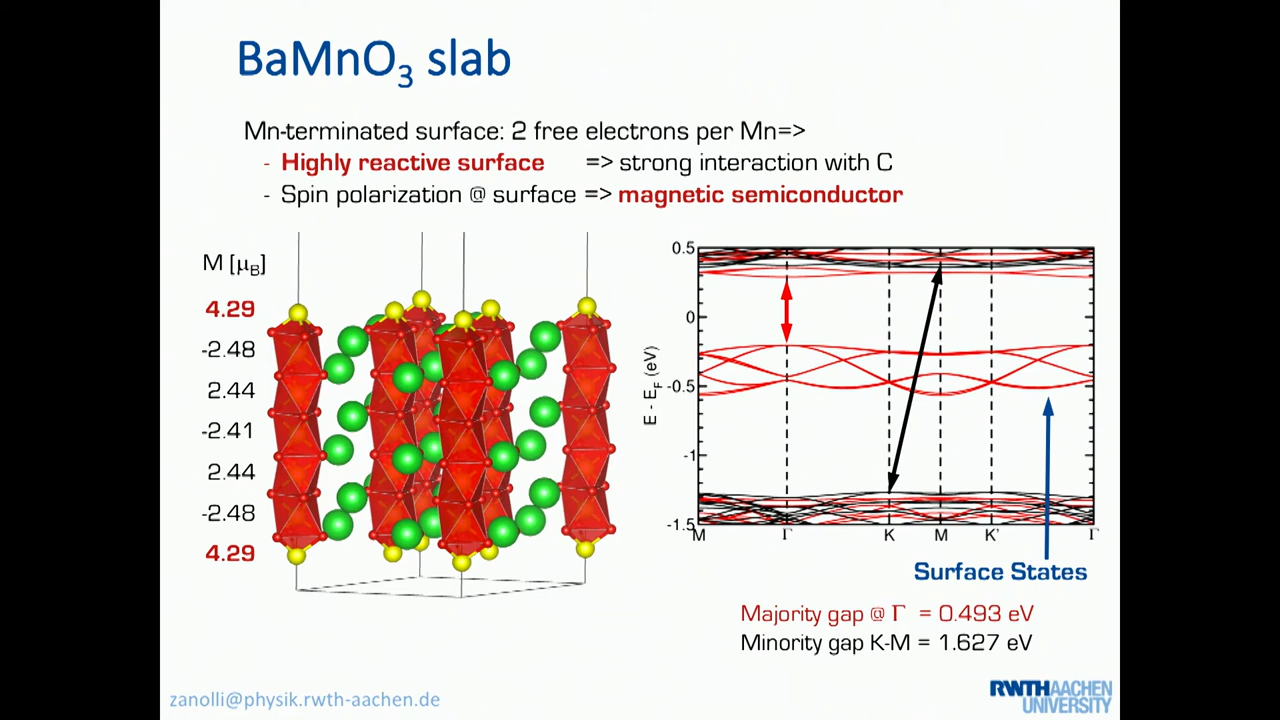 BaMnO3 slab
Mn-terminated surface: 2 free electrons per Mn=>
- Highly reactive surface => strong interaction with C
- Spin polarization @ surface => magnetic semiconductor
M [μB]
4.29
-2.48
2.44
-2.41
2.44
-2.48
4.29
E - EF (eV)
0.5
0
-0.5
-1
-1.5
M Γ K M K' Γ
Surface States
Majority gap @ Γ = 0.493 eV
Minority gap K-M = 1.627 eV
zanolli@physik.rwth-aachen.de
RWTHAACHEN
UNIVERSITY